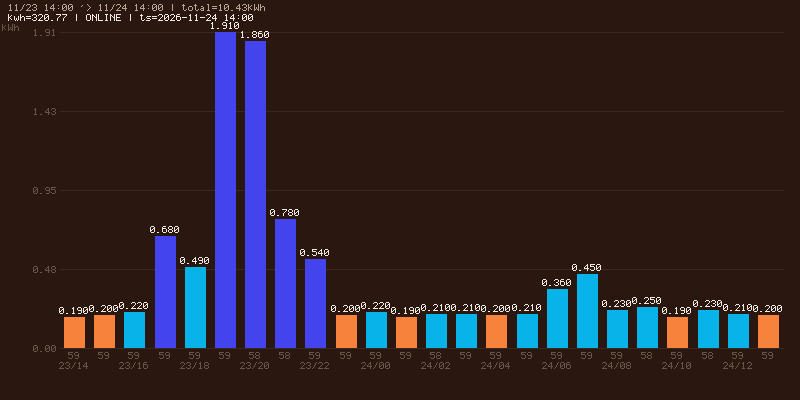 11/23 14:00 -> 11/24 14:00 | total=10.43KWh
Kwh=320.77 | ONLINE | ts=2026-11-24 14:00
KWh
1.91
1.43
0.95
0.48
0.00
0.190 0.200 0.220 0.680 0.490 1.910 1.860 0.780 0.540 0.200 0.220 0.190 0.210 0.210 0.200 0.210 0.360 0.450 0.230 0.250 0.190 0.230 0.210 0.200
59 59 59 59 59 59 58 58 59 59 59 59 58 59 59 59 59 59 59 58 59 58 59 59
23/14 23/16 23/18 23/20 23/22 24/00 24/02 24/04 24/06 24/08 24/10 24/12